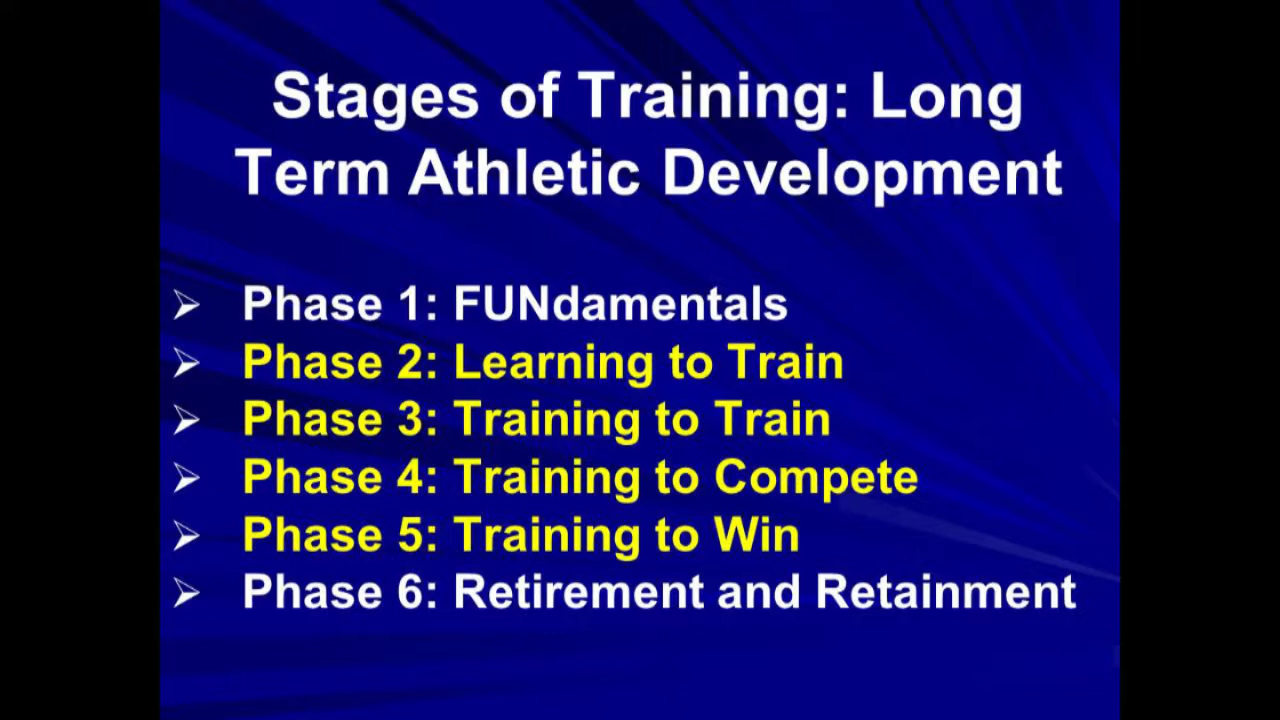 Stages of Training: Long
Term Athletic Development
Phase 1: FUNdamentals
Phase 2: Learning to Train
Phase 3: Training to Train
Phase 4: Training to Compete
Phase 5: Training to Win
Phase 6: Retirement and Retainment